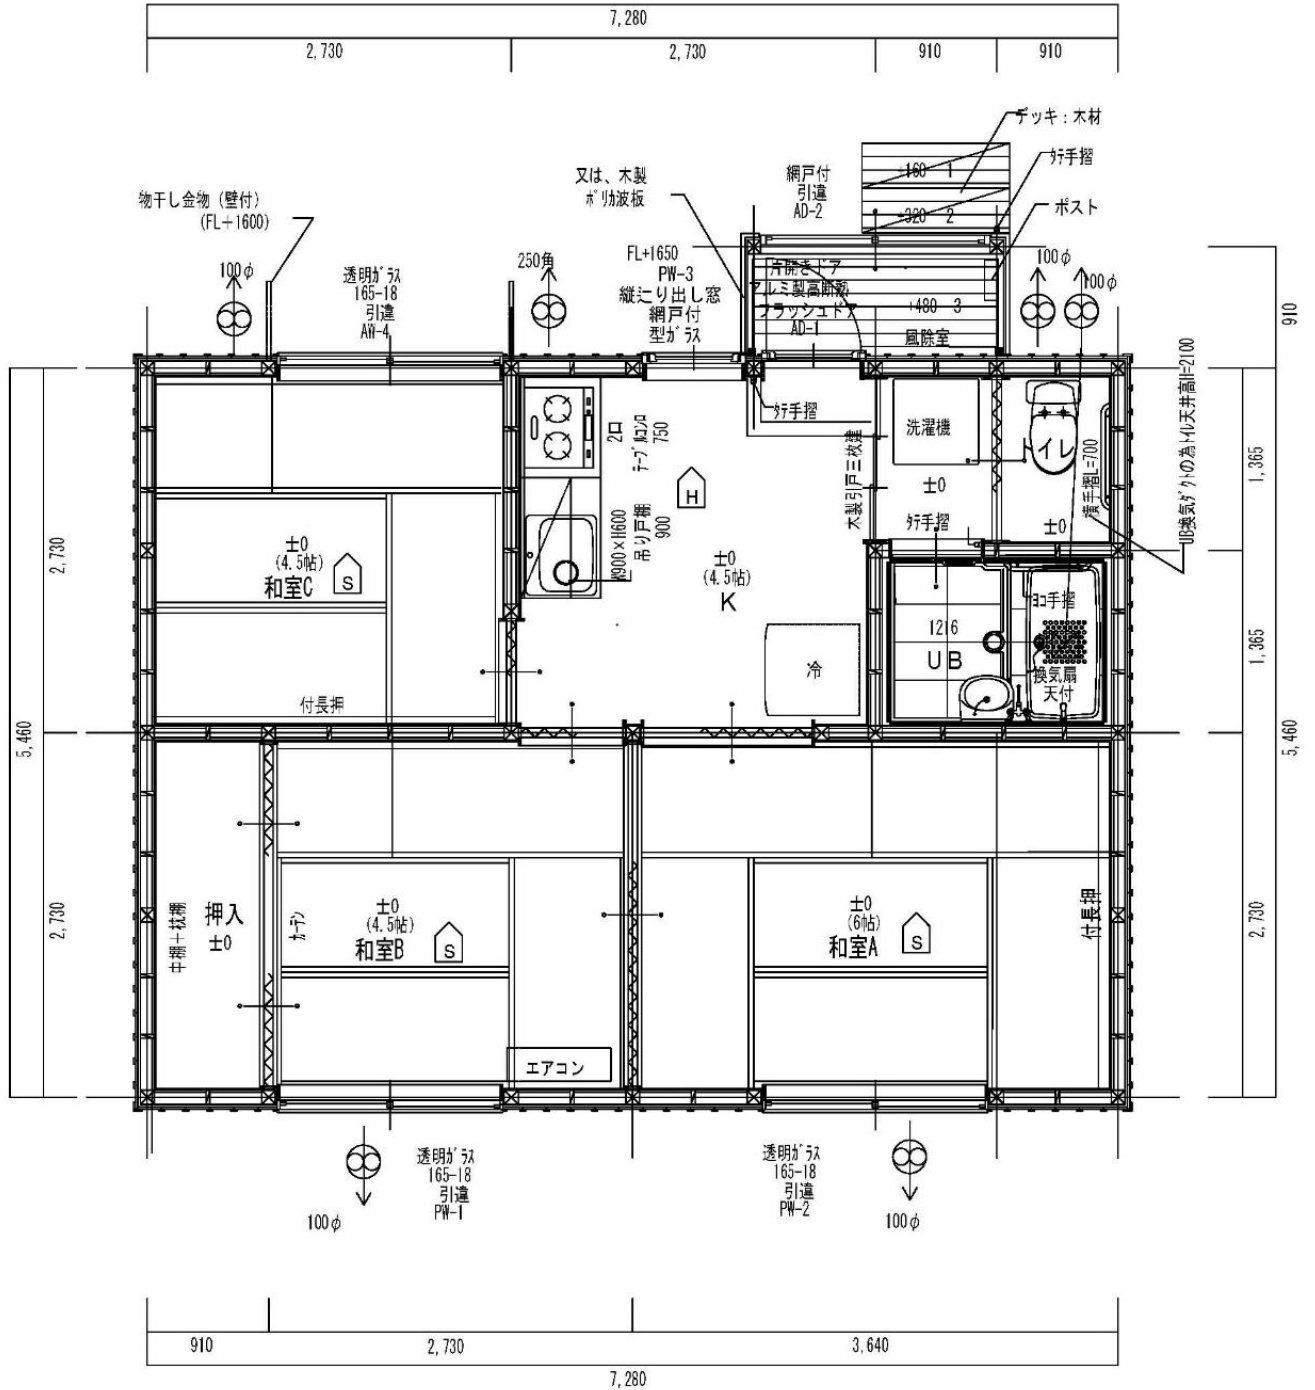 7,280
2,730
2,730
910
910
デッキ：木材
タテ手摺
ポスト
網戸付
引違
AD-2
又は、木製
ポリカ波板
+160 1
+320 2
物干し金物（壁付）
(FL+1600)
100φ
透明ガラス
165-18
引違
AW-4
250角
FL+1650
PW-3
縦辷り出し窓
網戸付
型ガラス
片開きドア
アルミ製高断熱
フラッシュドア
AD-1
+480 3
風除室
100φ
100φ
910
UB換気ダクトの為トイレ天井高H=2100
2口
テーブルコンロ
750
タテ手摺
木製引戸三枚建
洗濯機
±0
タテ手摺
トイレ
横手摺L=700
±0
1,365
H
W900×H600
吊り戸棚
900
±0
(4.5帖)
K
±0
(4.5帖)
和室C
S
2,730
ヨコ手摺
1216
UB
換気扇
天付
冷
付長押
1,365
5,460
5,460
中棚+枕棚
押入
±0
カーテン
±0
(4.5帖)
和室B
S
±0
(6帖)
和室A
S
付長押
2,730
2,730
エアコン
100φ
透明ガラス
165-18
引違
PW-1
透明ガラス
165-18
引違
PW-2
100φ
910
2,730
3,640
7,280